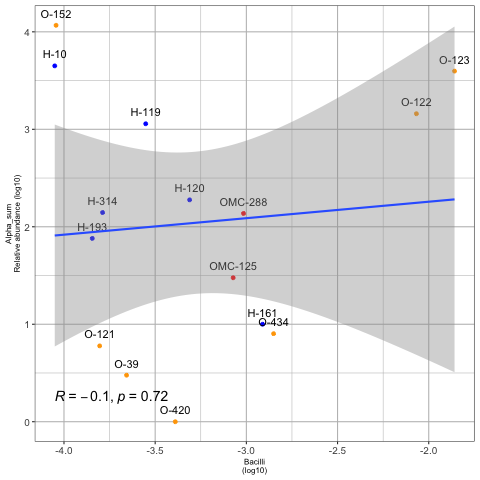 O-152
H-10
O-123
O-122
H-119
H-120
H-314
OMC-288
H-193
OMC-125
H-161
O-434
O-121
O-39
R = −0.1, p = 0.72
O-420
4
3
2
1
0
Alpha_sum
Relative abundance (log10)
-4.0 -3.5 -3.0 -2.5 -2.0
Bacilli
(log10)